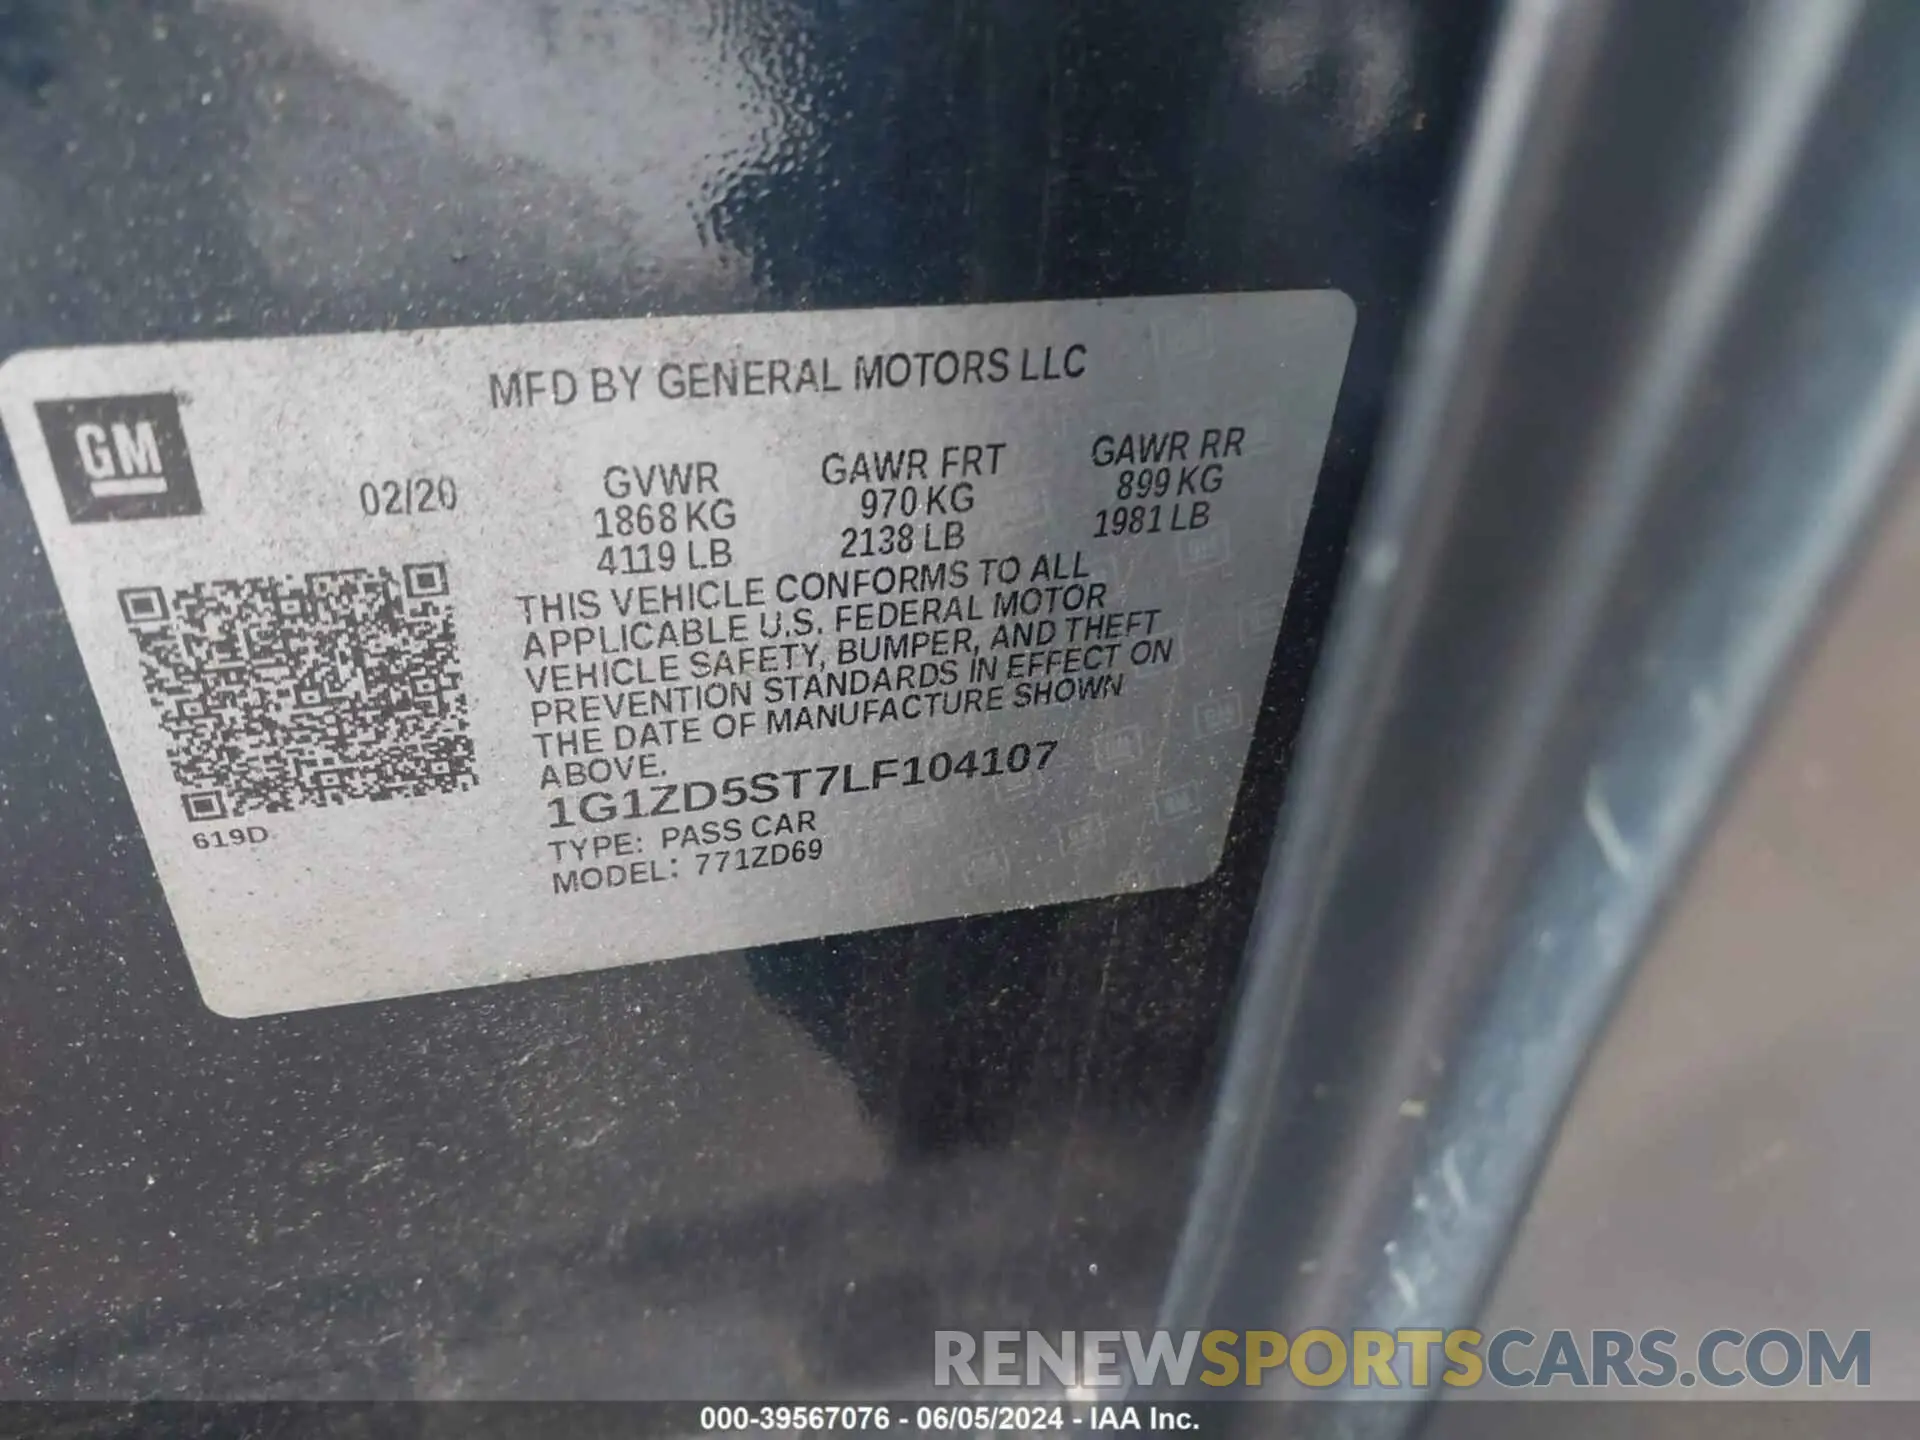 MFD BY GENERAL MOTORS LLC
GM
02/20
GVWR
1868 KG
4119 LB
GAWR FRT
970 KG
2138 LB
GAWR RR
899 KG
1981 LB
THIS VEHICLE CONFORMS TO ALL
APPLICABLE U.S. FEDERAL MOTOR
VEHICLE SAFETY, BUMPER, AND THEFT
PREVENTION STANDARDS IN EFFECT ON
THE DATE OF MANUFACTURE SHOWN
ABOVE.
1G1ZD5ST7LF104107
TYPE: PASS CAR
MODEL: 771ZD69
619D
RENEWSPORTSCARS.COM
000-39567076 - 06/05/2024 - IAA Inc.